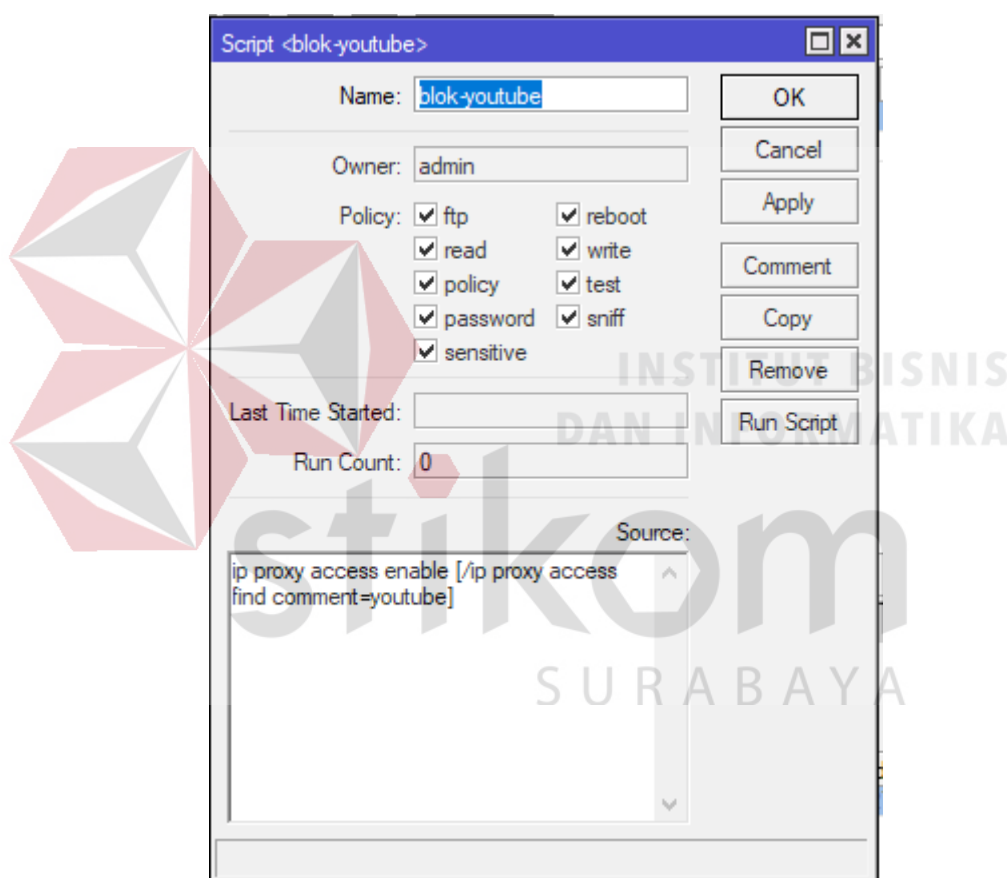 Script <blok-youtube>
Name: blok-youtube
OK
Cancel
Owner: admin
Apply
Policy: ftp reboot
read write
Comment
policy test
password sniff
Copy
sensitive
INSTITUT BISNIS
Remove
Last Time Started:
DAN INFORMATIKA
Run Script
Run Count: 0
stikom
Source:
ip proxy access enable [/ip proxy access
find comment=youtube]
SURABAYA